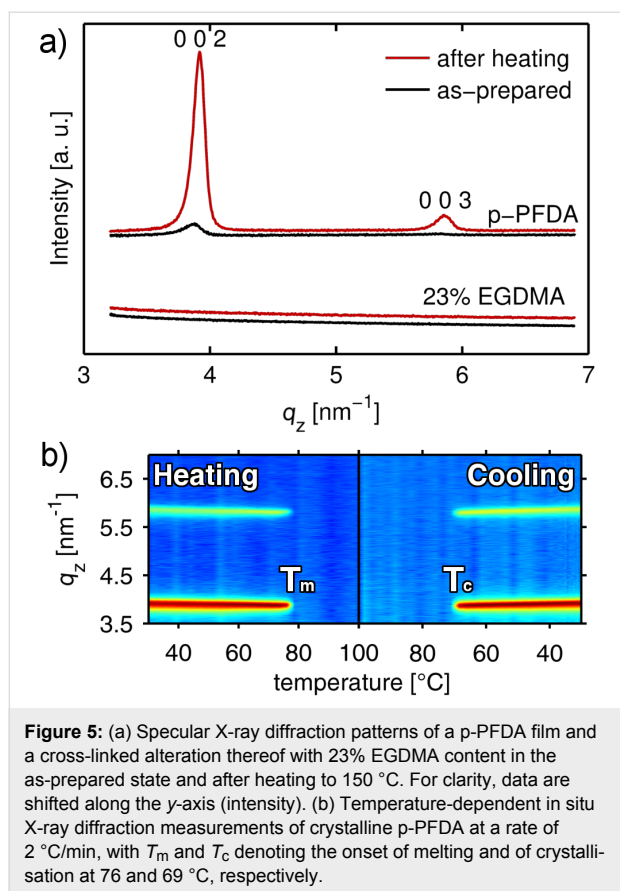 a)
0 0 2
after heating
as-prepared
0 0 3
p-PFDA
23% EGDMA
Intensity [a. u.]
3 4 5 6 7
q_z [nm⁻¹]
b)
Heating
Cooling
6.5
5.8
4.5
3.5
q_z [nm⁻¹]
T_m
T_c
40 60 80 100 80 60 40
temperature [°C]
Figure 5: (a) Specular X-ray diffraction patterns of a p-PFDA film and
a cross-linked alteration thereof with 23% EGDMA content in the
as-prepared state and after heating to 150 °C. For clarity, data are
shifted along the y-axis (intensity). (b) Temperature-dependent in situ
X-ray diffraction measurements of crystalline p-PFDA at a rate of
2 °C/min, with T_m and T_c denoting the onset of melting and of crystalli-
sation at 76 and 69 °C, respectively.